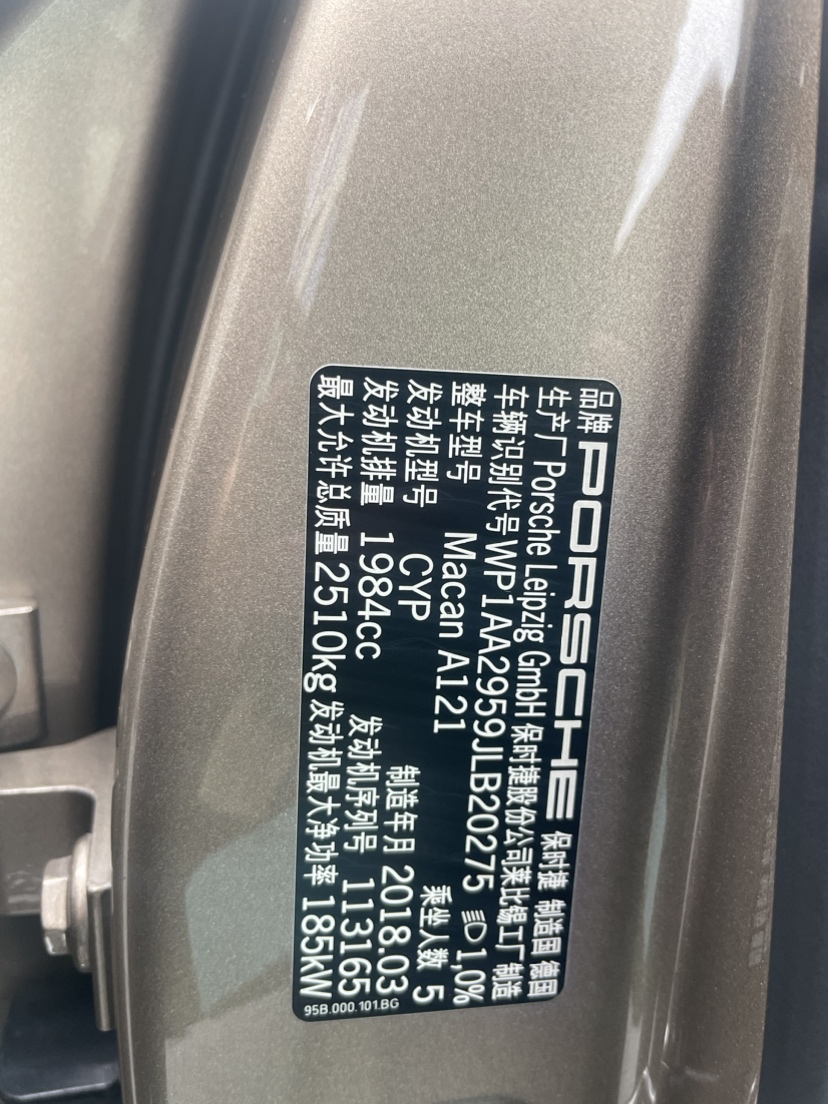 品牌 PORSCHE 保时捷 制造国 德国
生产厂 Porsche Leipzig GmbH 保时捷股份公司莱比锡工厂 制造
车辆识别代号 WP1AA2959JLB20275 1,0%
整车型号 Macan A121 乘坐人数 5
发动机型号 CYP 制造年月 2018.03
发动机排量 1984cc 发动机序列号 113165
最大允许总质量 2510kg 发动机最大净功率 185kW
95B.000.101.BG